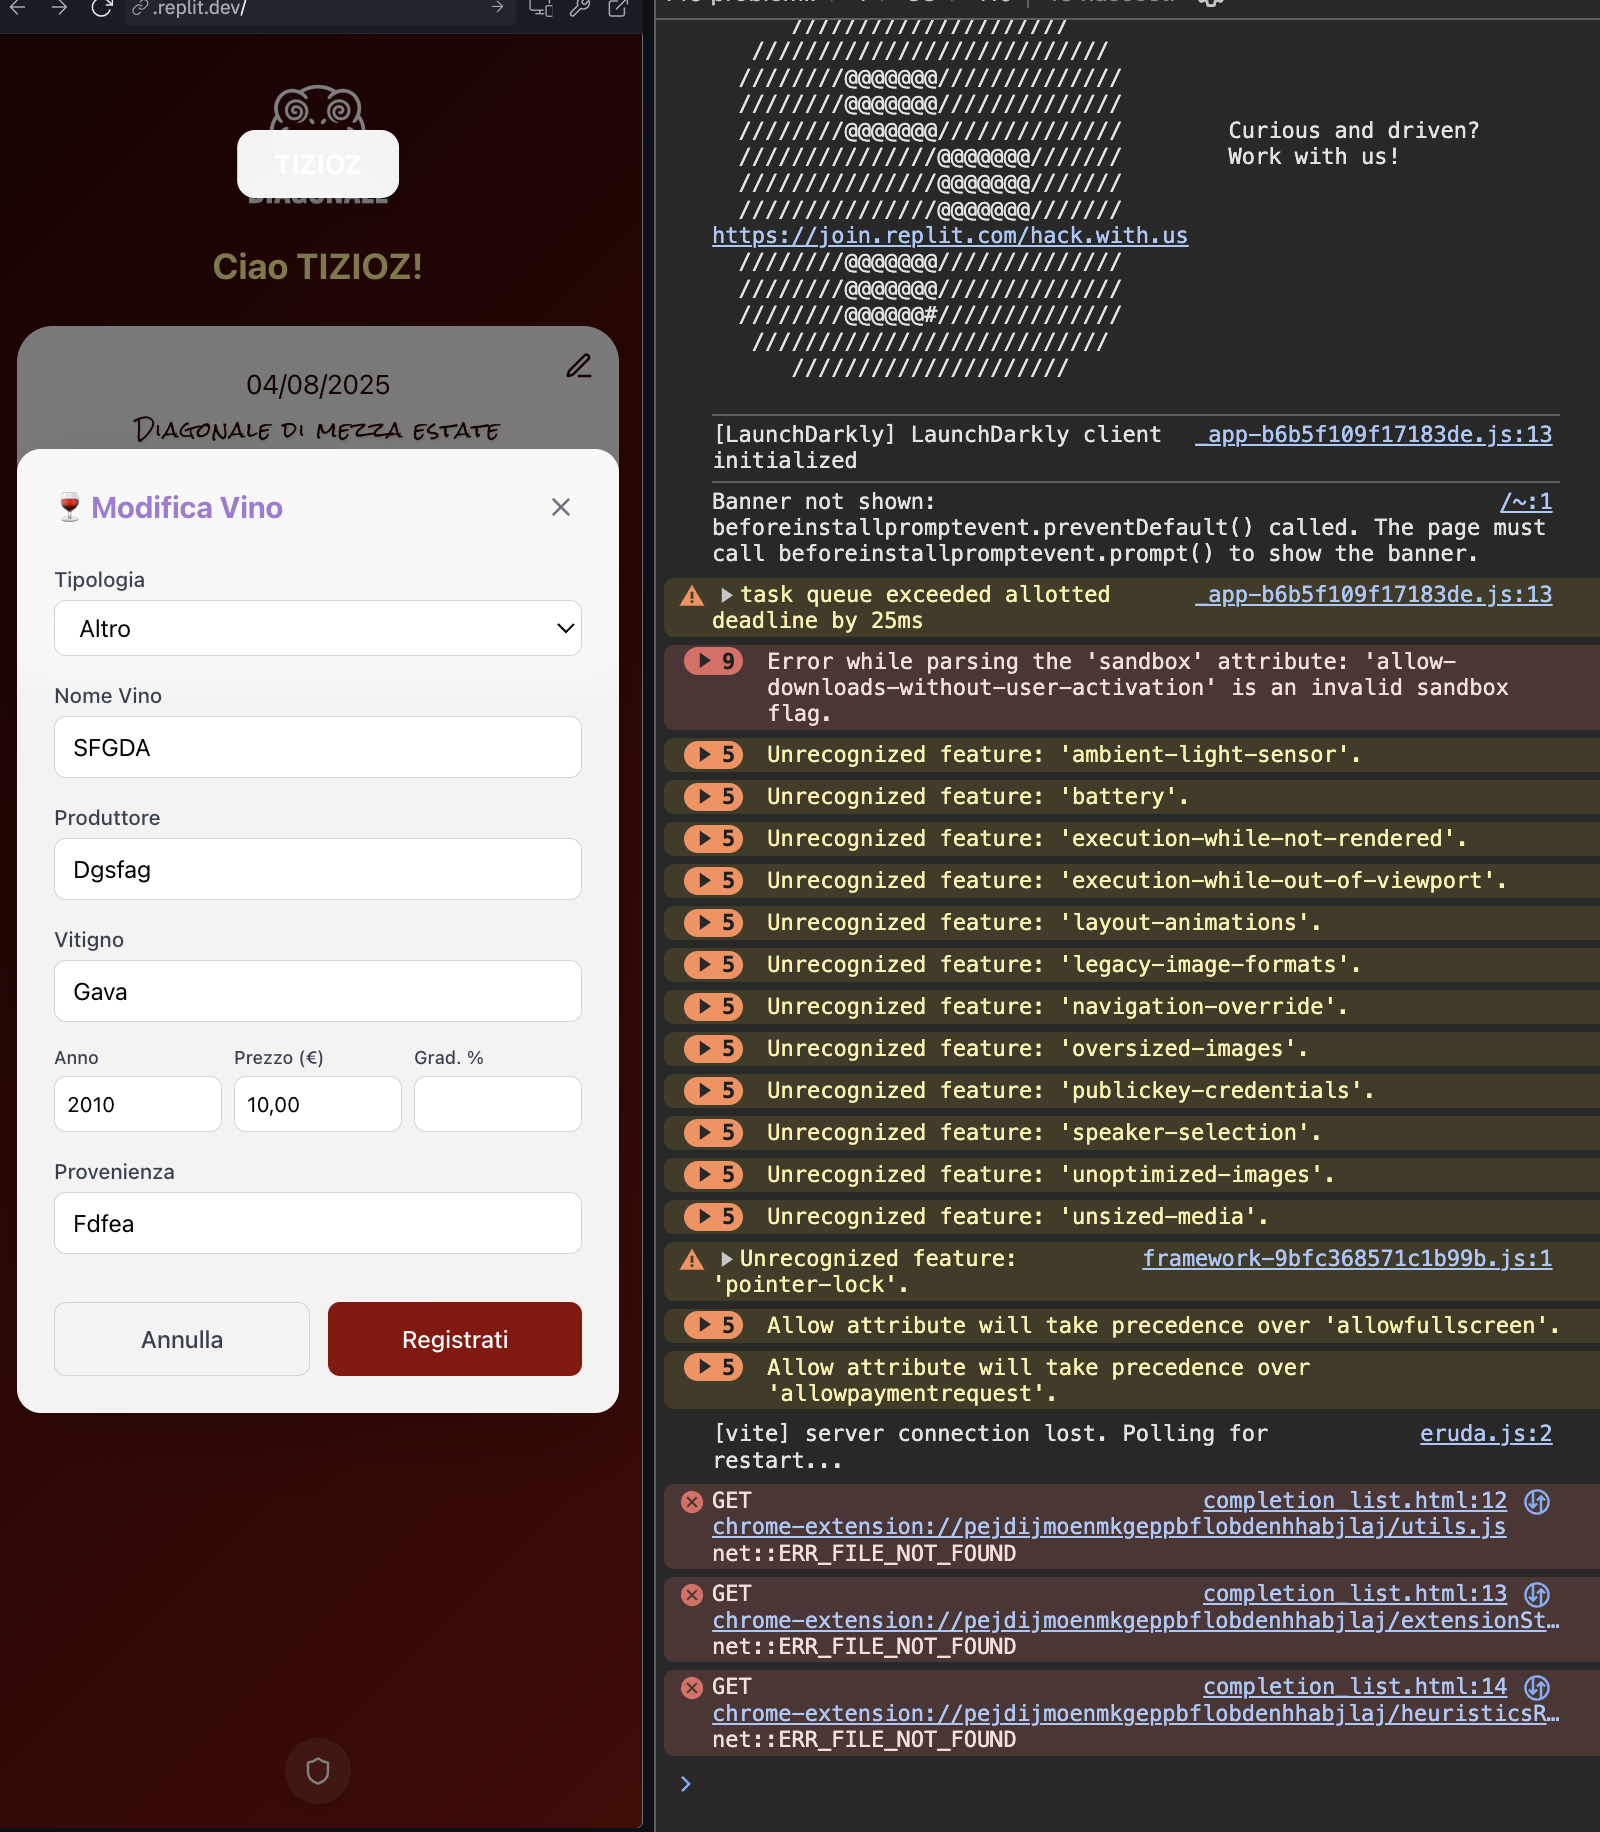 .replit.dev/
TIZIOZ
DIAGONALE
Ciao TIZIOZ!
04/08/2025
Diagonale di mezza estate
🍷 Modifica Vino
Tipologia
Altro
Nome Vino
SFGDA
Produttore
Dgsfag
Vitigno
Gava
Anno
Prezzo (€)
Grad. %
2010
10,00
Provenienza
Fdfea
Annulla
Registrati
////////////////////
///////////////////////////
////////@@@@@@@//////////////
////////@@@@@@@//////////////
////////@@@@@@@////////////// Curious and driven?
///////////////@@@@@@@/////// Work with us!
///////////////@@@@@@@///////
///////////////@@@@@@@///////
https://join.replit.com/hack.with.us
////////@@@@@@@//////////////
////////@@@@@@@//////////////
////////@@@@@@#//////////////
///////////////////////////
/////////////////////
[LaunchDarkly] LaunchDarkly client _app-b6b5f109f17183de.js:13
initialized
Banner not shown: /~:1
beforeinstallpromptevent.preventDefault() called. The page must
call beforeinstallpromptevent.prompt() to show the banner.
task queue exceeded allotted _app-b6b5f109f17183de.js:13
deadline by 25ms
9 Error while parsing the 'sandbox' attribute: 'allow-
downloads-without-user-activation' is an invalid sandbox
flag.
5 Unrecognized feature: 'ambient-light-sensor'.
5 Unrecognized feature: 'battery'.
5 Unrecognized feature: 'execution-while-not-rendered'.
5 Unrecognized feature: 'execution-while-out-of-viewport'.
5 Unrecognized feature: 'layout-animations'.
5 Unrecognized feature: 'legacy-image-formats'.
5 Unrecognized feature: 'navigation-override'.
5 Unrecognized feature: 'oversized-images'.
5 Unrecognized feature: 'publickey-credentials'.
5 Unrecognized feature: 'speaker-selection'.
5 Unrecognized feature: 'unoptimized-images'.
5 Unrecognized feature: 'unsized-media'.
Unrecognized feature: framework-9bfc368571c1b99b.js:1
'pointer-lock'.
5 Allow attribute will take precedence over 'allowfullscreen'.
5 Allow attribute will take precedence over
'allowpaymentrequest'.
[vite] server connection lost. Polling for eruda.js:2
restart...
GET completion_list.html:12
chrome-extension://pejdijmoenmkgeppbflobdenhhabjlaj/utils.js
net::ERR_FILE_NOT_FOUND
GET completion_list.html:13
chrome-extension://pejdijmoenmkgeppbflobdenhhabjlaj/extensionSt…
net::ERR_FILE_NOT_FOUND
GET completion_list.html:14
chrome-extension://pejdijmoenmkgeppbflobdenhhabjlaj/heuristicsR…
net::ERR_FILE_NOT_FOUND